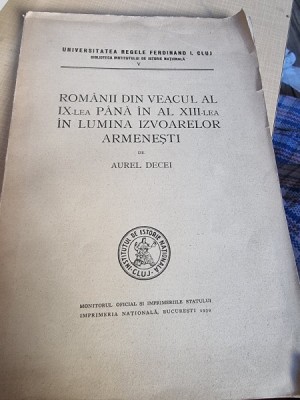 UNIVERSITATEA REGELE FERDINAND I, CLUJ
BIBLIOTECA INSTITUTULUI DE ISTORIE NAȚIONALĂ
V
ROMÂNII DIN VEACUL AL
IX-LEA PÂNĂ ÎN AL XIII-LEA
ÎN LUMINA IZVOARELOR
ARMENEȘTI
DE
AUREL DECEI
INSTITUTUL DE ISTORIE NAȚIONALA
CLUJ
MONITORUL OFICIAL ȘI IMPRIMERIILE STATULUI
IMPRIMERIA NAȚIONALĂ, BUCUREȘTI